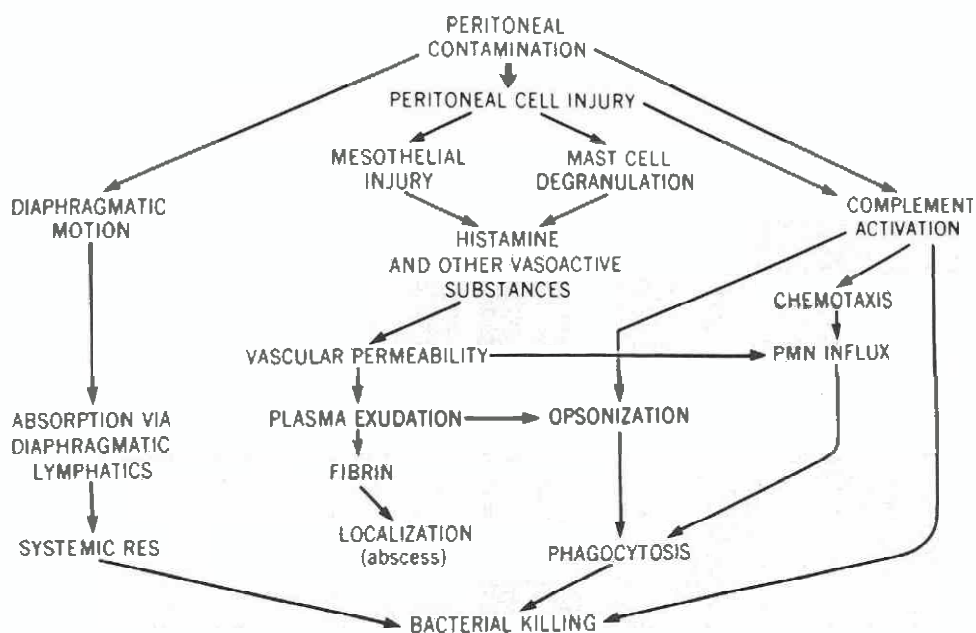 PERITONEAL
CONTAMINATION
PERITONEAL CELL INJURY
MESOTHELIAL
INJURY
MAST CELL
DEGRANULATION
DIAPHRAGMATIC
MOTION
COMPLEMENT
ACTIVATION
HISTAMINE
AND OTHER VASOACTIVE
SUBSTANCES
CHEMOTAXIS
VASCULAR PERMEABILITY
PMN INFLUX
ABSORPTION VIA
DIAPHRAGMATIC
LYMPHATICS
PLASMA EXUDATION
OPSONIZATION
FIBRIN
LOCALIZATION
(abscess)
SYSTEMIC RES
PHAGOCYTOSIS
BACTERIAL KILLING